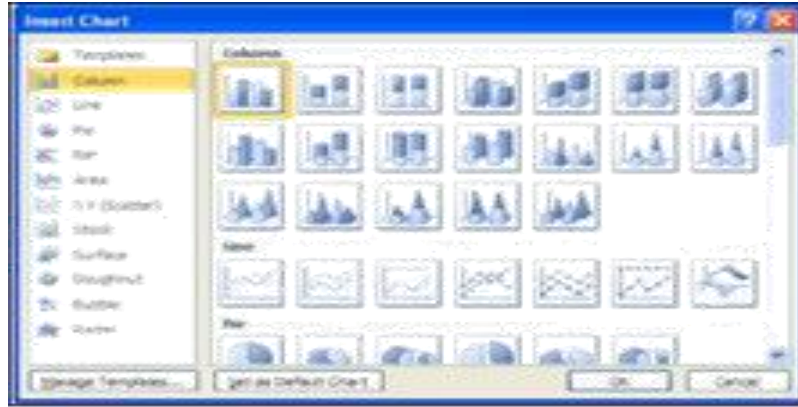 Insert Chart
Templates
Column
Line
Pie
Bar
Area
X Y (Scatter)
Stock
Surface
Doughnut
Bubble
Radar
Column
Line
Pie
Manage Templates...
Set as Default Chart
OK
Cancel